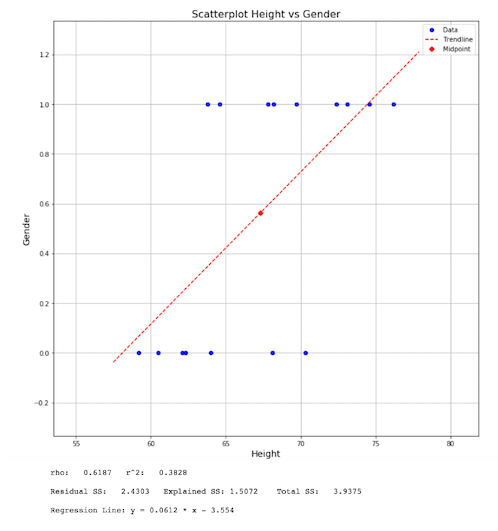 Scatterplot Height vs Gender
Data
Trendline
Midpoint
1.2
1.0
0.8
0.6
0.4
0.2
0.0
−0.2
Gender
55 60 65 70 75 80
Height
rho: 0.6187 r^2: 0.3828
Residual SS: 2.4303 Explained SS: 1.5072 Total SS: 3.9375
Regression Line: y = 0.0612 * x - 3.554